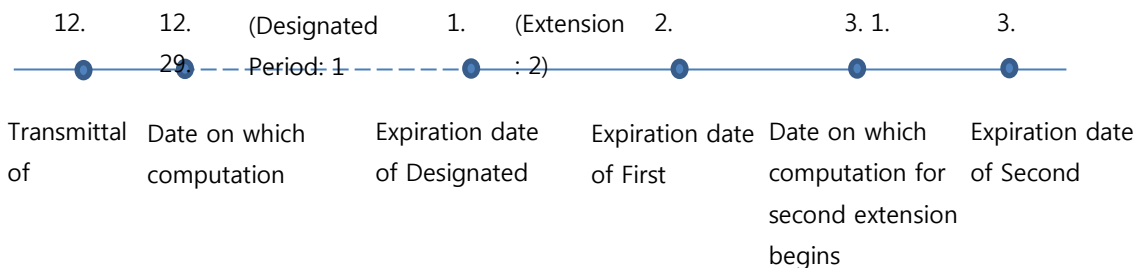 12.
12.
29.
(Designated
Period: 1
1.
(Extension
: 2)
2.
3. 1.
3.
Transmittal
of
Date on which
computation
Expiration date
of Designated
Expiration date
of First
Date on which
computation for
second extension
begins
Expiration date
of Second